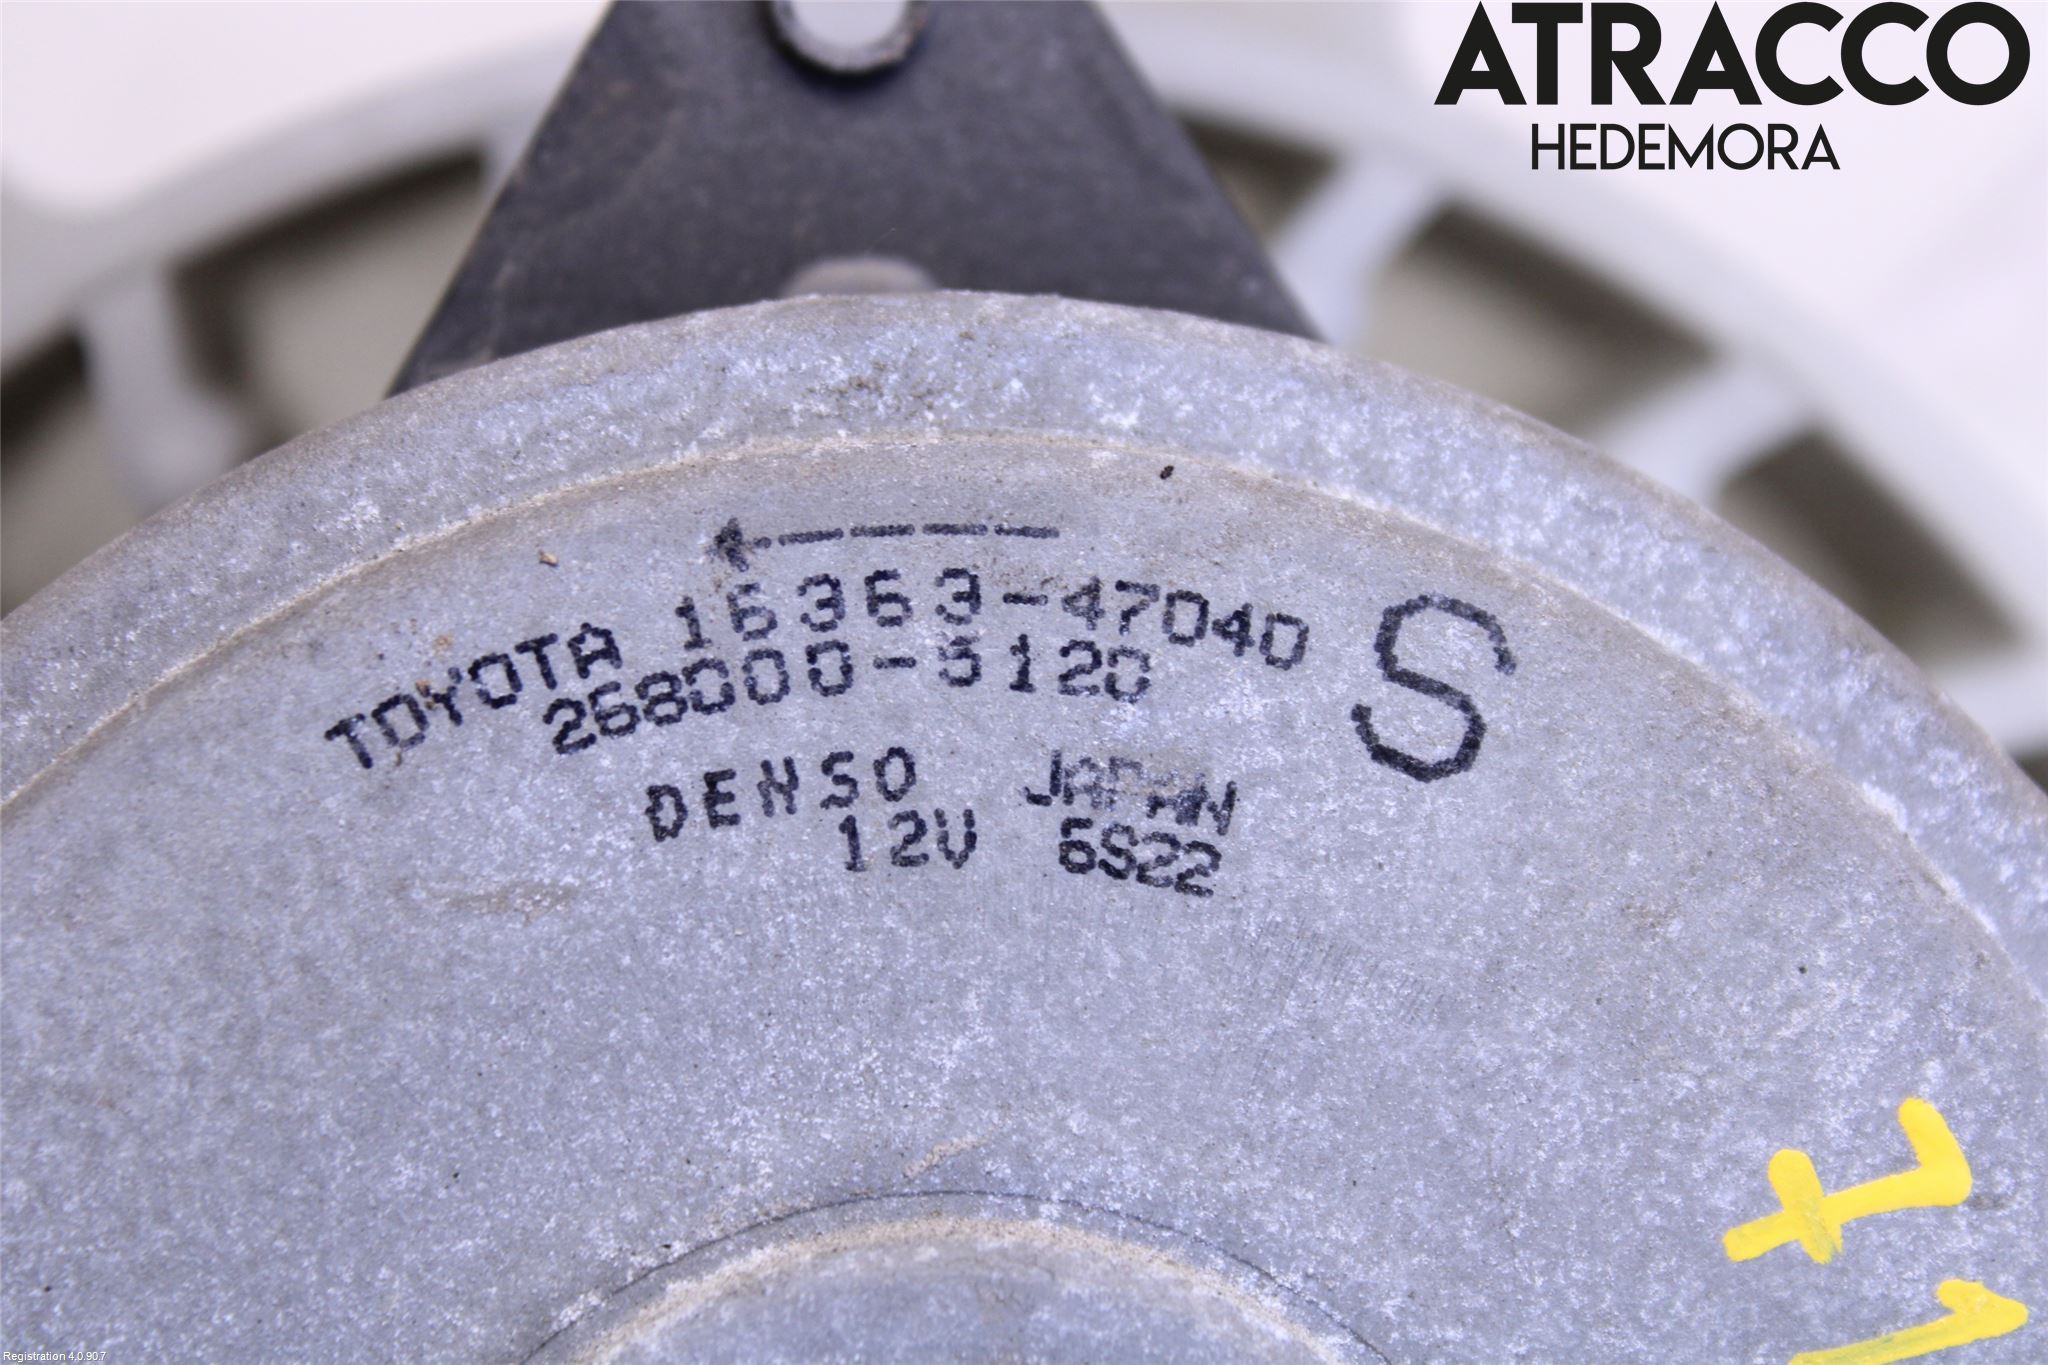 ATRACCO
HEDEMORA
TOYOTA 16363-47040 S
268000-5120
DENSO JAPAN
12V 6S22
Registration 4.0.90.7